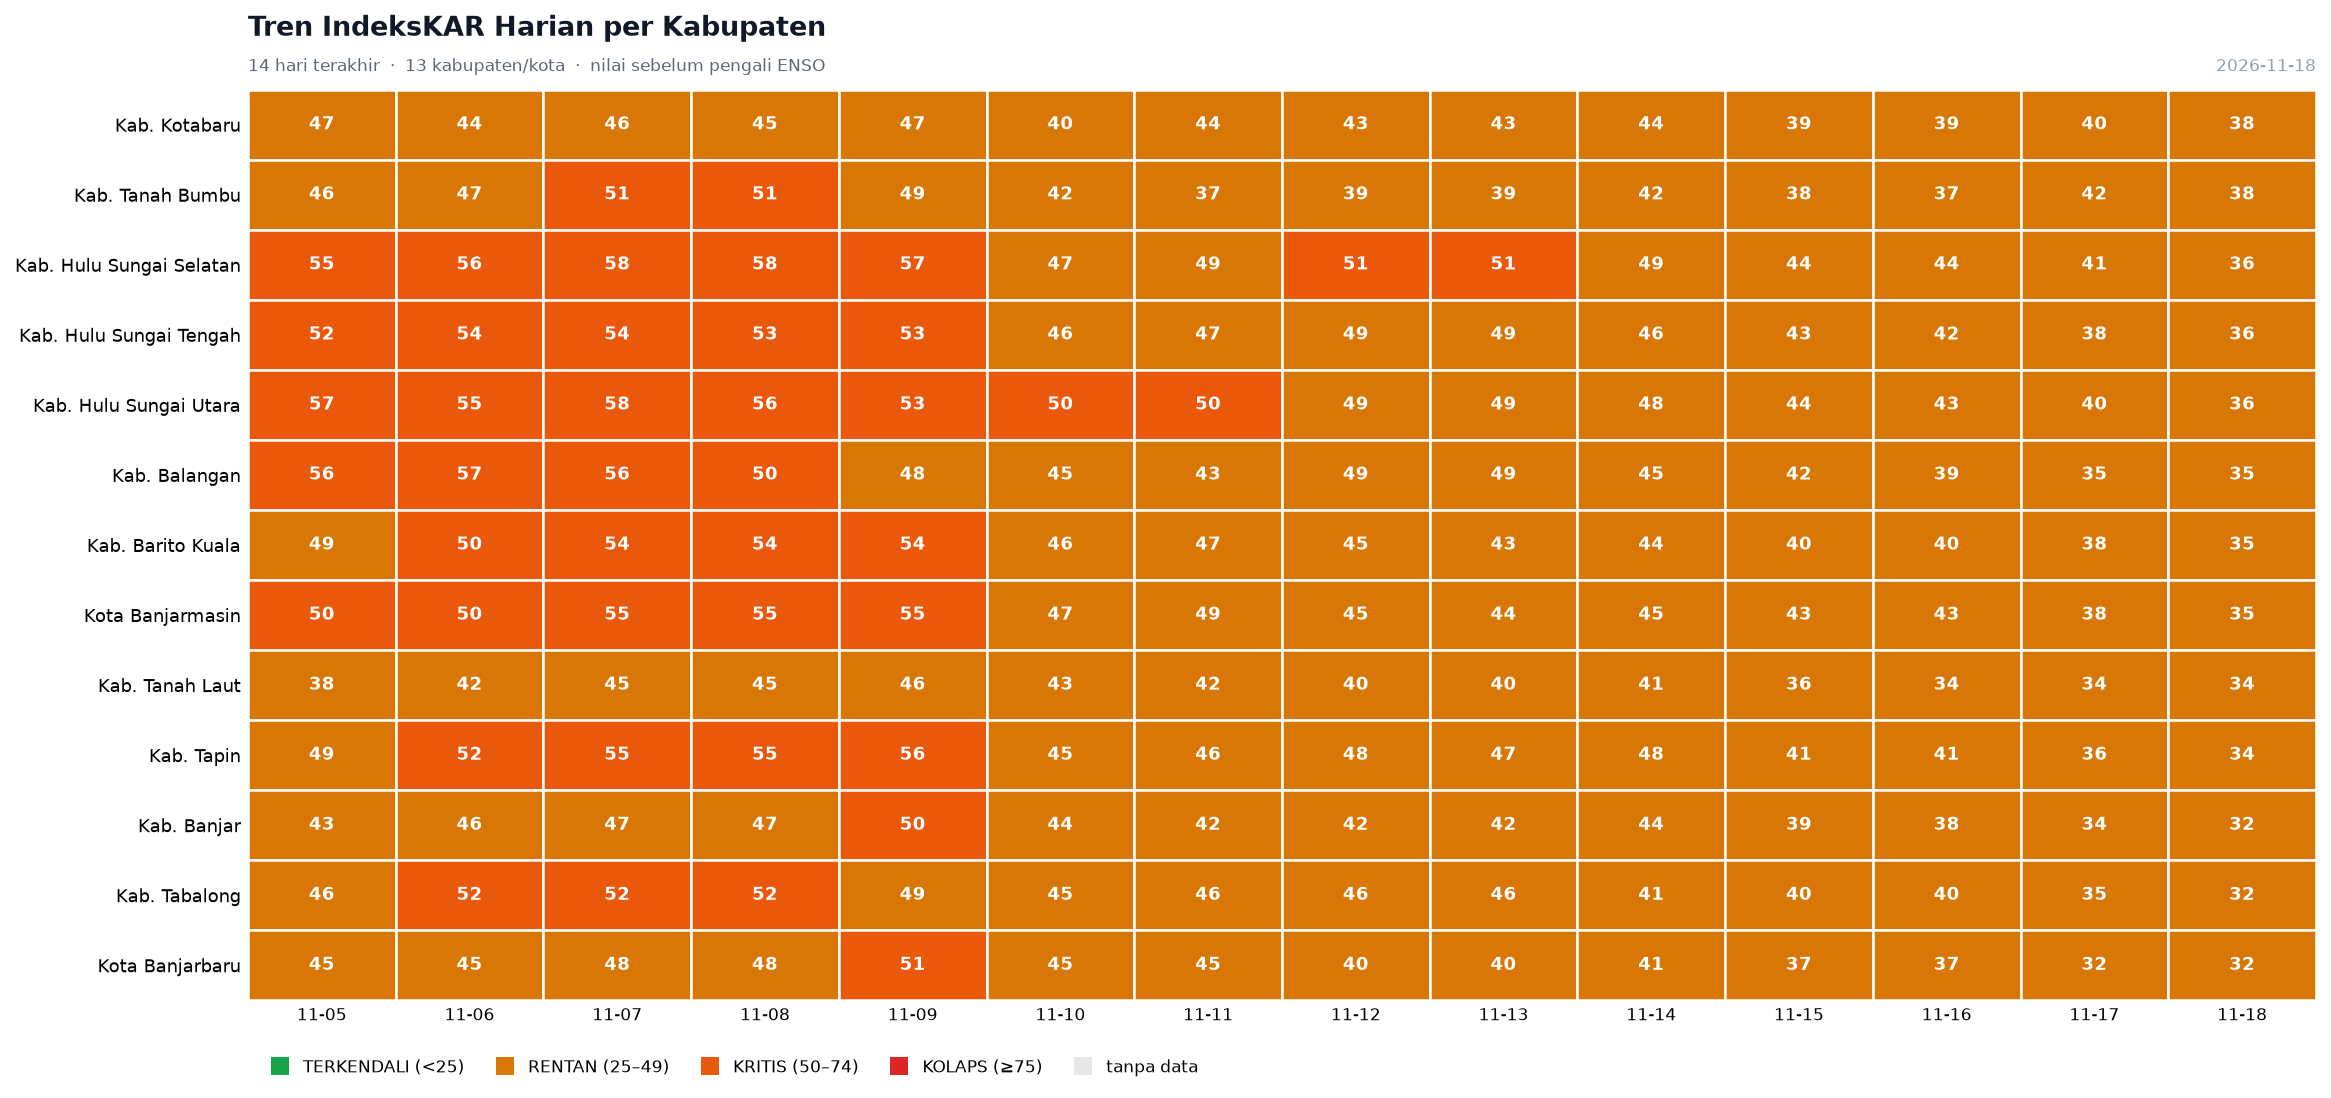 Tren IndeksKAR Harian per Kabupaten
14 hari terakhir · 13 kabupaten/kota · nilai sebelum pengali ENSO 2026-11-18
Kab. Kotabaru 47 44 46 45 47 40 44 43 43 44 39 39 40 38
Kab. Tanah Bumbu 46 47 51 51 49 42 37 39 39 42 38 37 42 38
Kab. Hulu Sungai Selatan 55 56 58 58 57 47 49 51 51 49 44 44 41 36
Kab. Hulu Sungai Tengah 52 54 54 53 53 46 47 49 49 46 43 42 38 36
Kab. Hulu Sungai Utara 57 55 58 56 53 50 50 49 49 48 44 43 40 36
Kab. Balangan 56 57 56 50 48 45 43 49 49 45 42 39 35 35
Kab. Barito Kuala 49 50 54 54 54 46 47 45 43 44 40 40 38 35
Kota Banjarmasin 50 50 55 55 55 47 49 45 44 45 43 43 38 35
Kab. Tanah Laut 38 42 45 45 46 43 42 40 40 41 36 34 34 34
Kab. Tapin 49 52 55 55 56 45 46 48 47 48 41 41 36 34
Kab. Banjar 43 46 47 47 50 44 42 42 42 44 39 38 34 32
Kab. Tabalong 46 52 52 52 49 45 46 46 46 41 40 40 35 32
Kota Banjarbaru 45 45 48 48 51 45 45 40 40 41 37 37 32 32
11-05 11-06 11-07 11-08 11-09 11-10 11-11 11-12 11-13 11-14 11-15 11-16 11-17 11-18
TERKENDALI (<25) RENTAN (25–49) KRITIS (50–74) KOLAPS (≥75) tanpa data